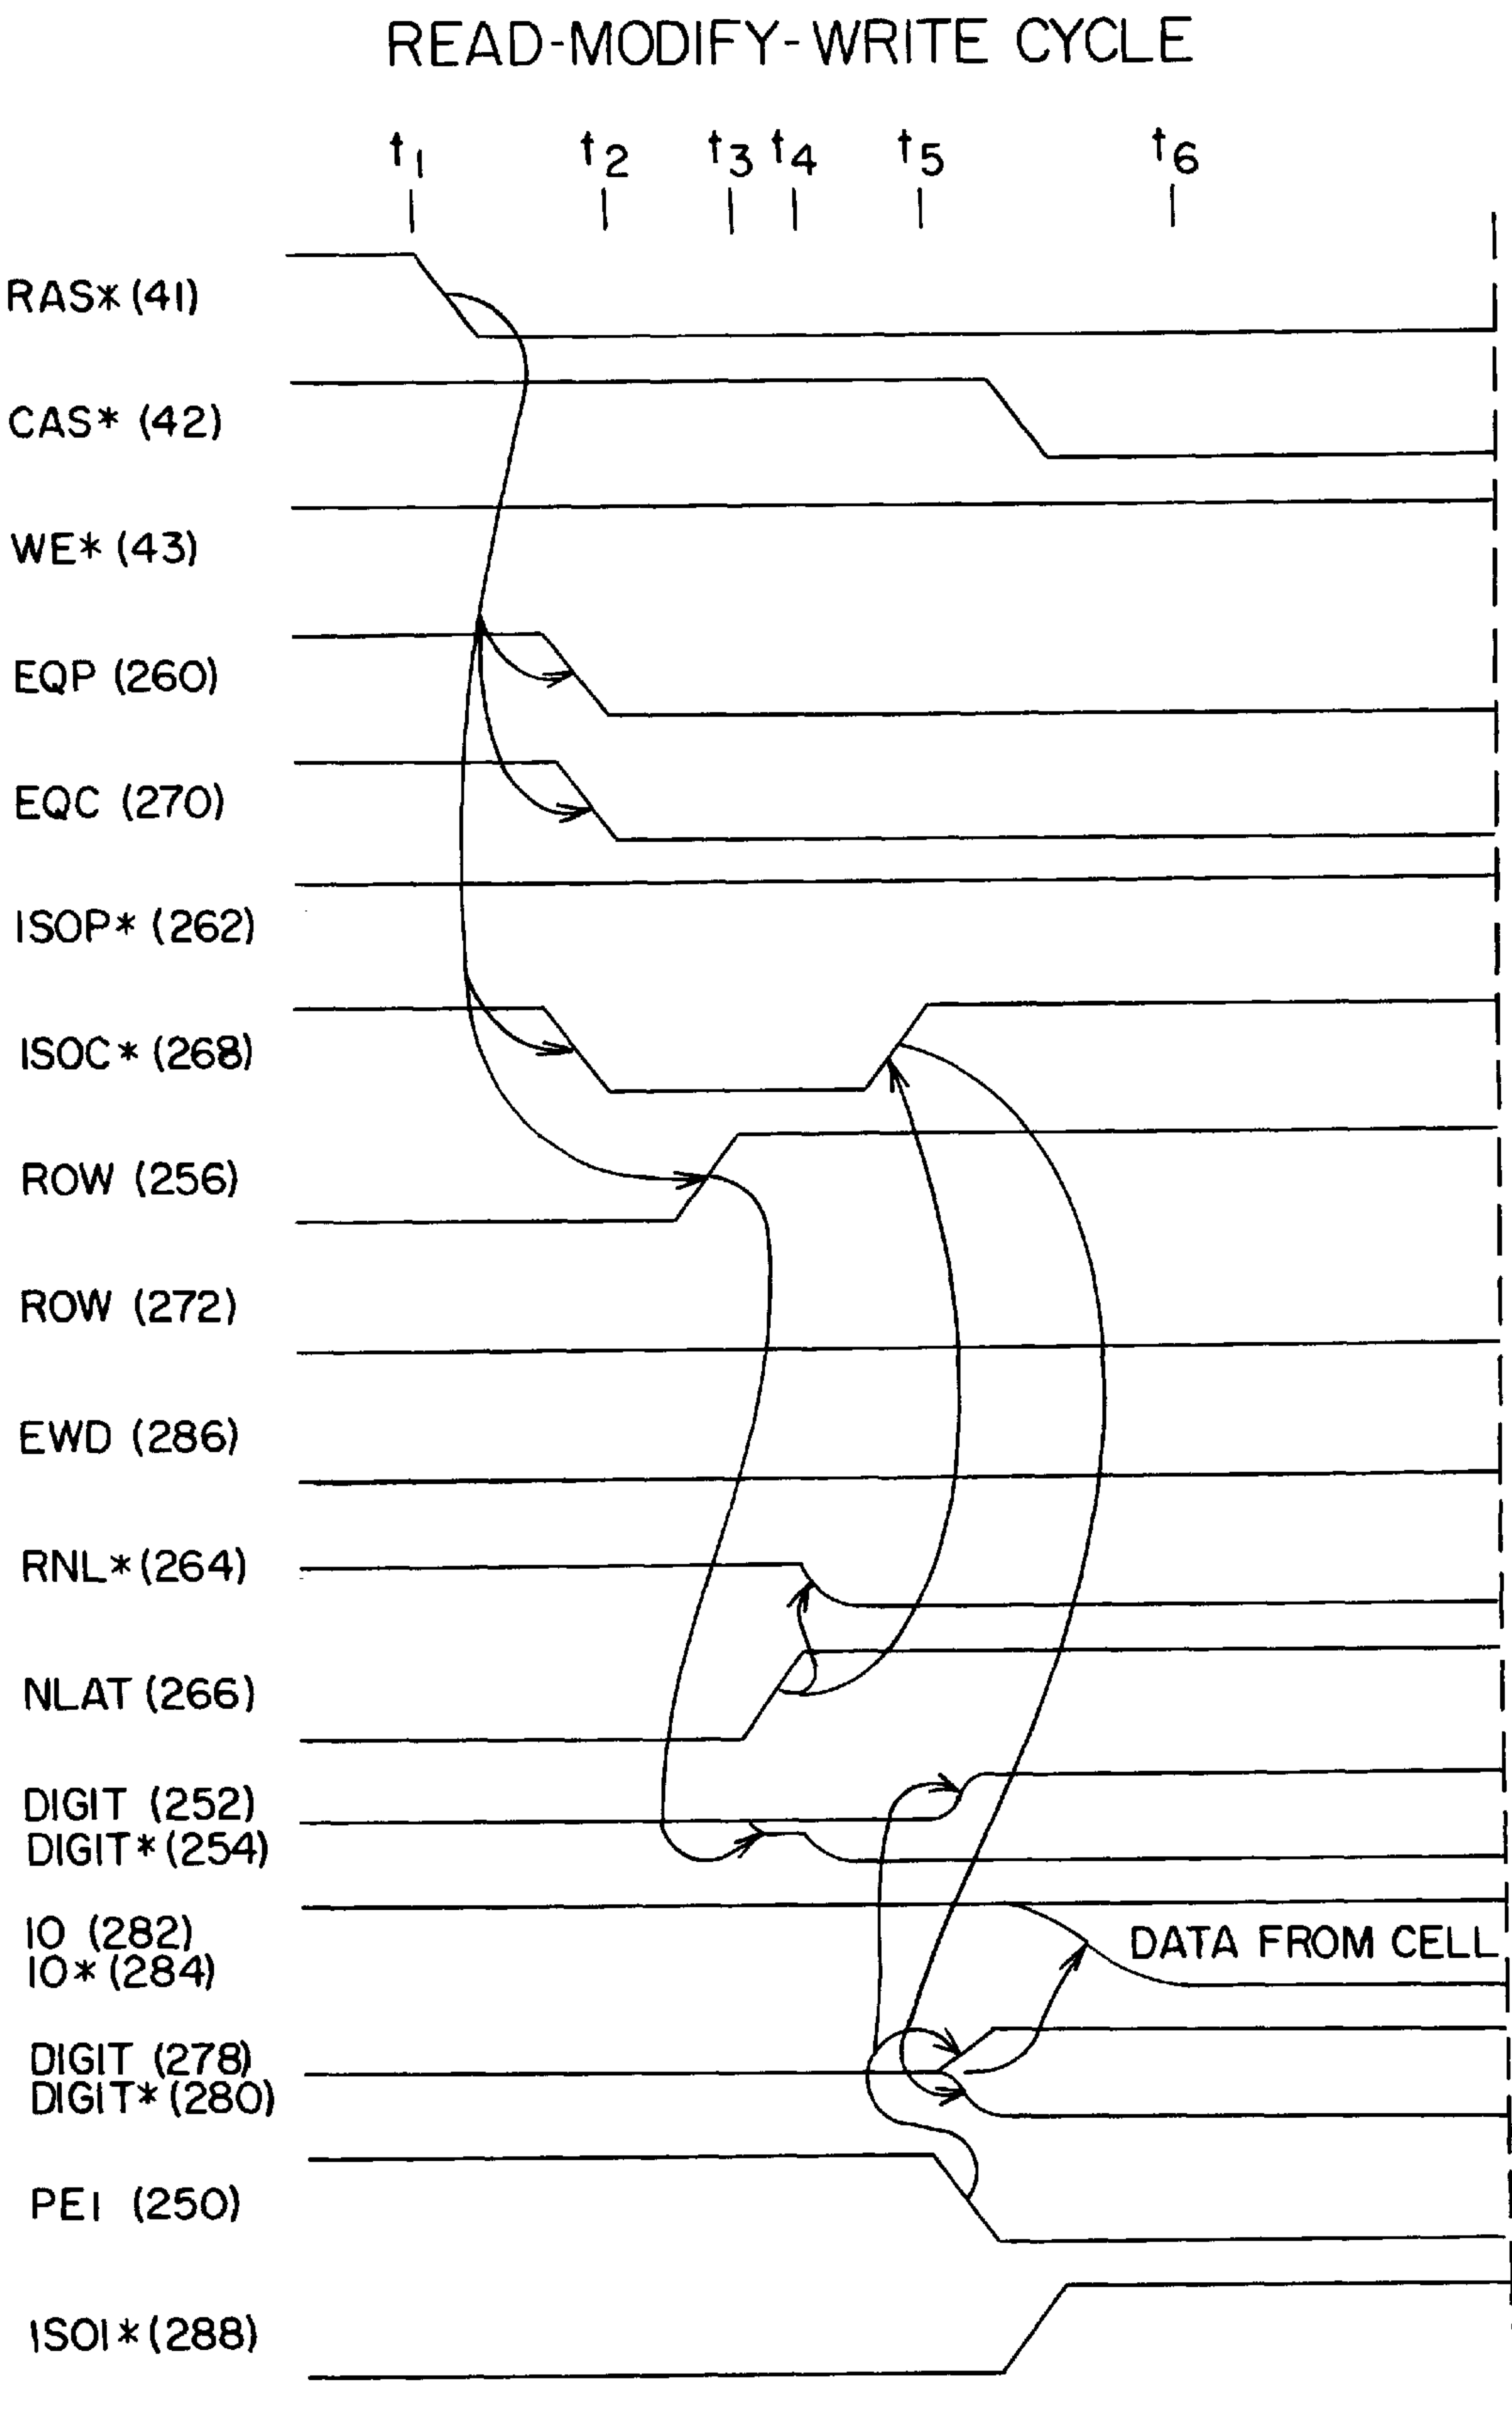 READ-MODIFY-WRITE CYCLE
t1 t2 t3 t4 t5 t6
RAS* (41)
CAS* (42)
WE* (43)
EQP (260)
EQC (270)
ISOP* (262)
ISOC* (268)
ROW (256)
ROW (272)
EWD (286)
RNL* (264)
NLAT (266)
DIGIT (252)
DIGIT* (254)
IO (282)
IO* (284)
DATA FROM CELL
DIGIT (278)
DIGIT* (280)
PEI (250)
ISOI* (288)